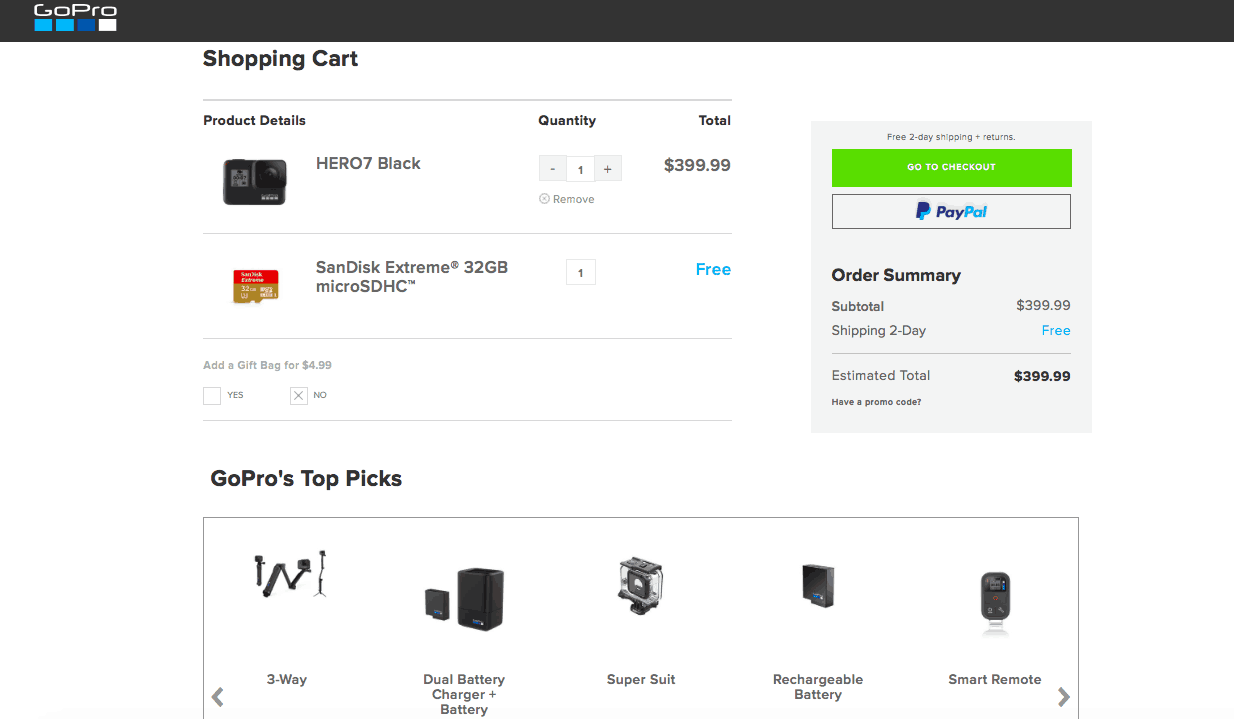 GoPro
Shopping Cart
Product Details Quantity Total
HERO7 Black
- 1 +
$399.99
Remove
SanDisk Extreme® 32GB
microSDHC™
1
Free
SanDisk
Extreme
32GB
Add a Gift Bag for $4.99
YES NO
Free 2-day shipping + returns.
GO TO CHECKOUT
PayPal
Order Summary
Subtotal $399.99
Shipping 2-Day Free
Estimated Total $399.99
Have a promo code?
GoPro's Top Picks
3-Way
Dual Battery
Charger +
Battery
Super Suit
Rechargeable
Battery
Smart Remote